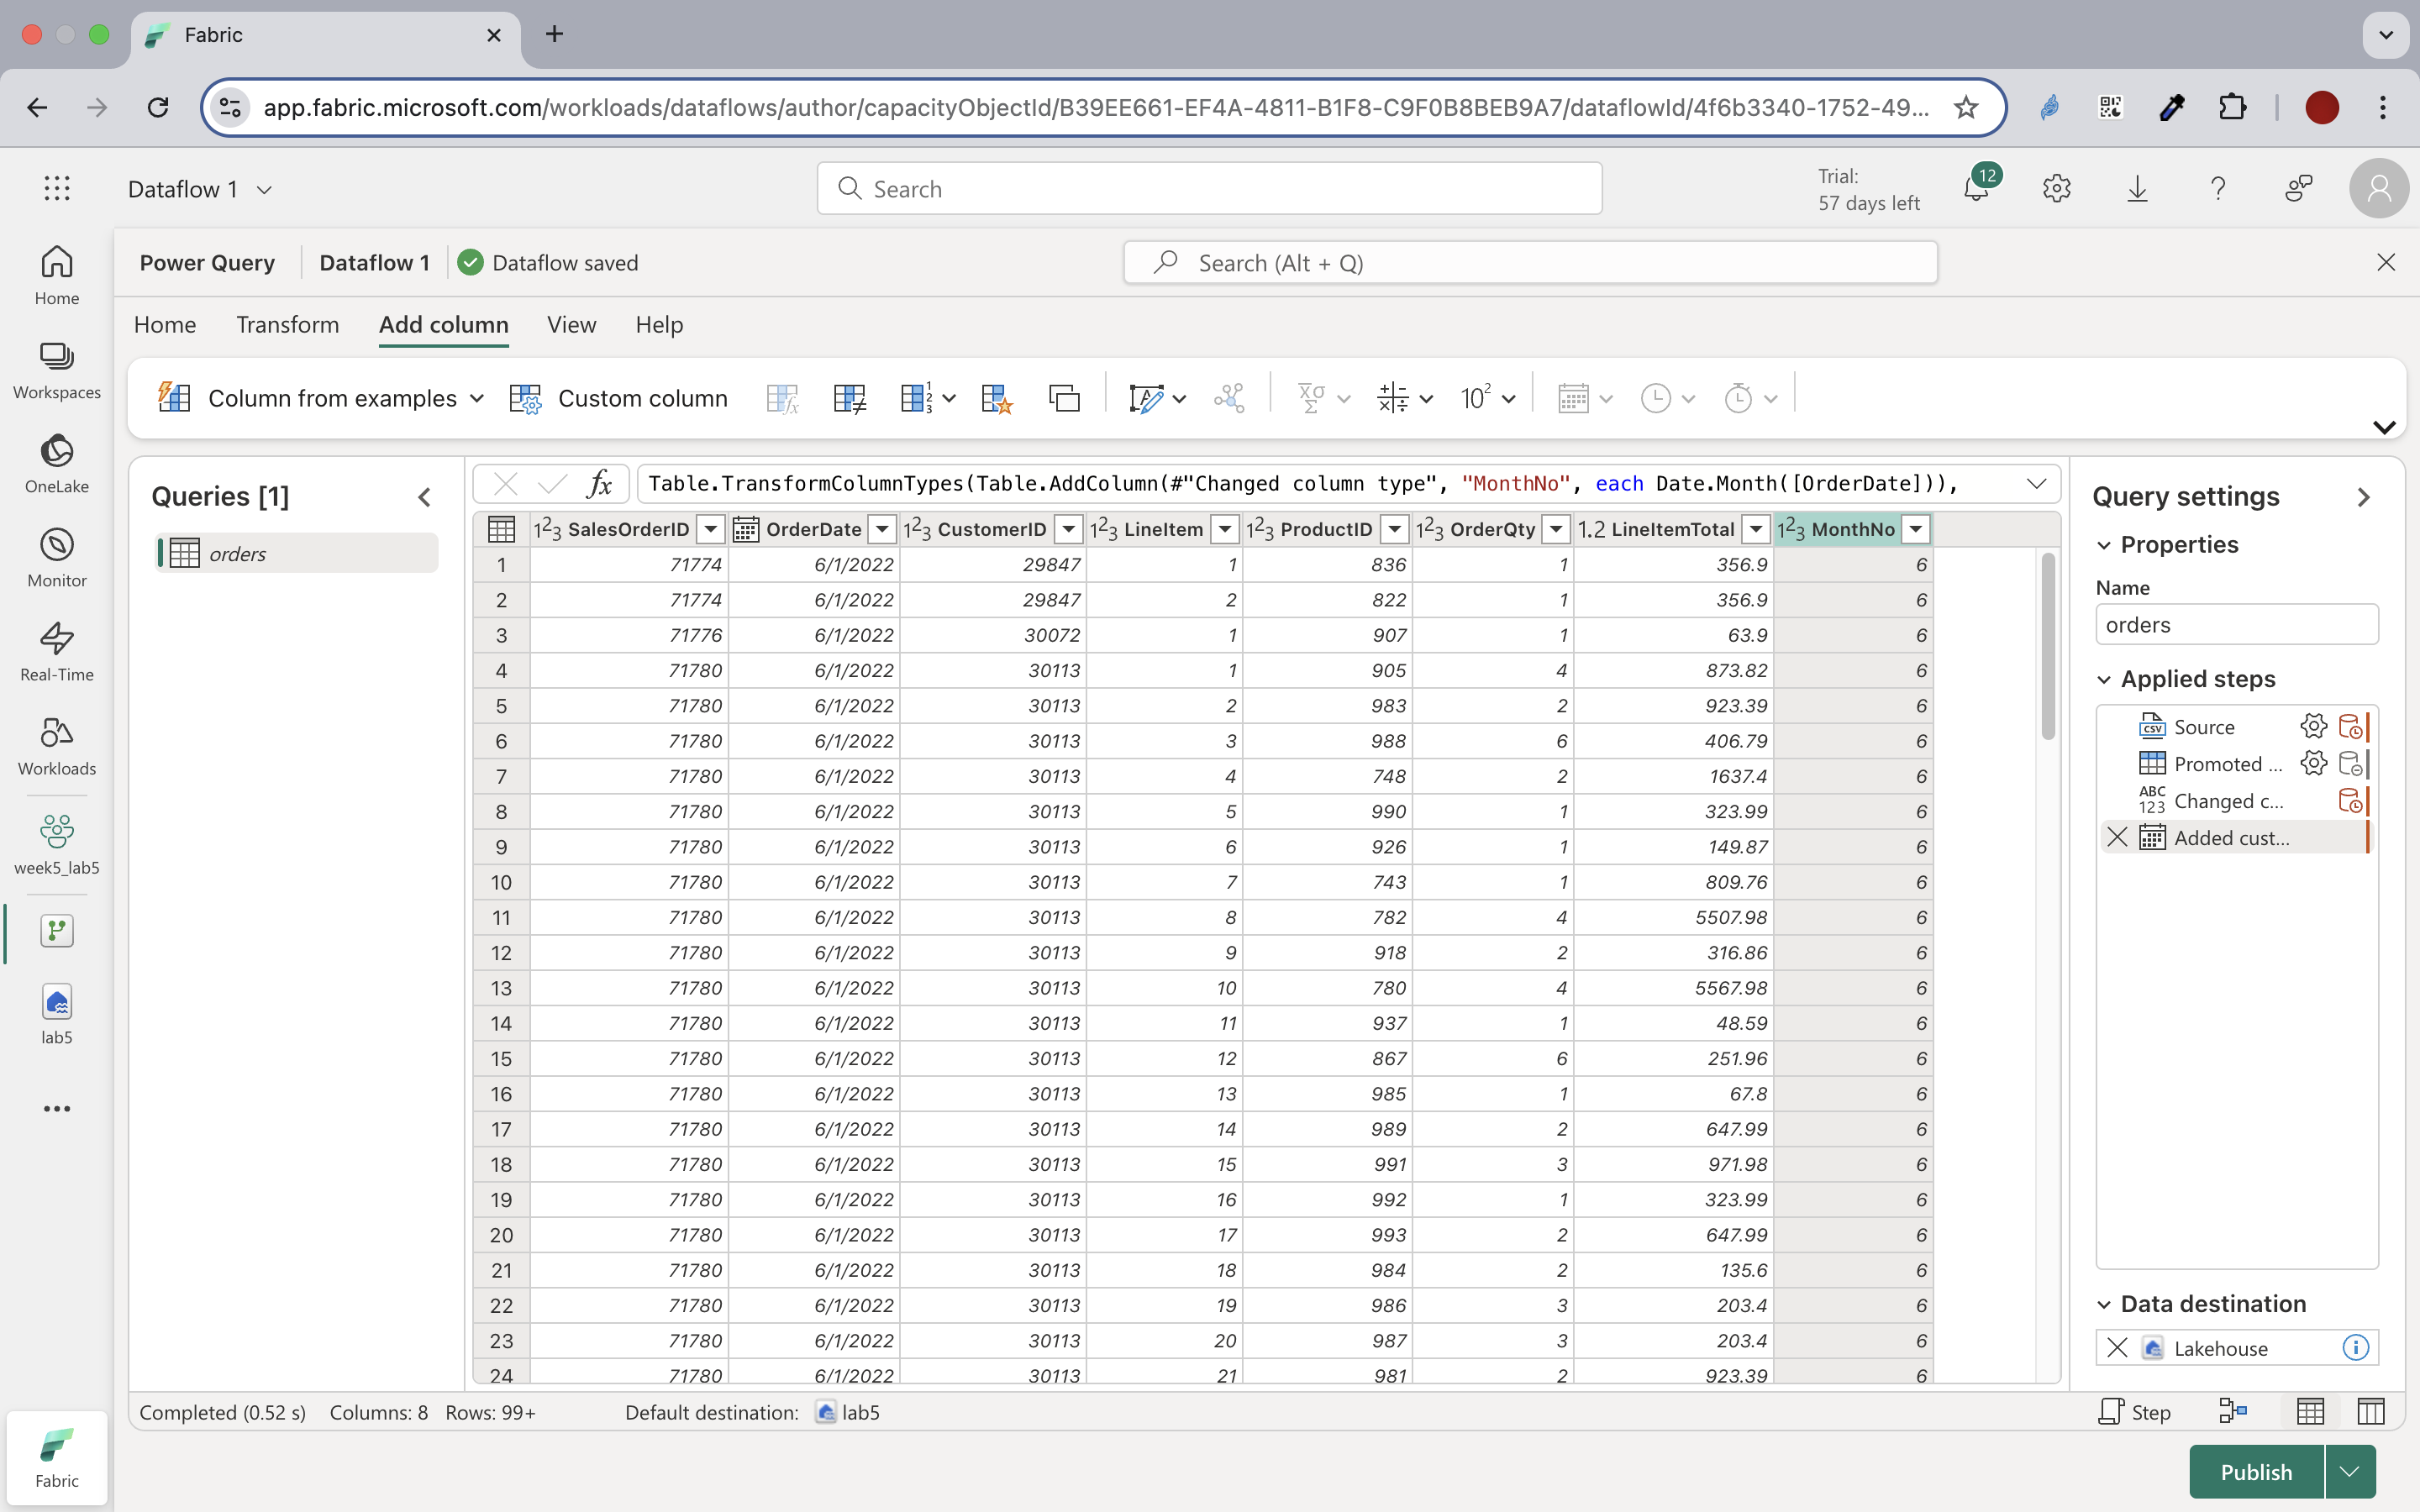 Fabric
app.fabric.microsoft.com/workloads/dataflows/author/capacityObjectId/B39EE661-EF4A-4811-B1F8-C9F0B8BEB9A7/dataflowId/4f6b3340-1752-49...
Dataflow 1
Search
Trial:
57 days left
12
Power Query
Dataflow 1
Dataflow saved
Search (Alt + Q)
Home Transform Add column View Help
Column from examples
Custom column
Home
Workspaces
OneLake
Monitor
Real-Time
Workloads
week5_lab5
lab5
Fabric
Queries [1]
orders
Table.TransformColumnTypes(Table.AddColumn(#"Changed column type", "MonthNo", each Date.Month([OrderDate])),
SalesOrderID OrderDate CustomerID LineItem ProductID OrderQty 1.2 LineItemTotal MonthNo
1 71774 6/1/2022 29847 1 836 1 356.9 6
2 71774 6/1/2022 29847 2 822 1 356.9 6
3 71776 6/1/2022 30072 1 907 1 63.9 6
4 71780 6/1/2022 30113 1 905 4 873.82 6
5 71780 6/1/2022 30113 2 983 2 923.39 6
6 71780 6/1/2022 30113 3 988 6 406.79 6
7 71780 6/1/2022 30113 4 748 2 1637.4 6
8 71780 6/1/2022 30113 5 990 1 323.99 6
9 71780 6/1/2022 30113 6 926 1 149.87 6
10 71780 6/1/2022 30113 7 743 1 809.76 6
11 71780 6/1/2022 30113 8 782 4 5507.98 6
12 71780 6/1/2022 30113 9 918 2 316.86 6
13 71780 6/1/2022 30113 10 780 4 5567.98 6
14 71780 6/1/2022 30113 11 937 1 48.59 6
15 71780 6/1/2022 30113 12 867 6 251.96 6
16 71780 6/1/2022 30113 13 985 1 67.8 6
17 71780 6/1/2022 30113 14 989 2 647.99 6
18 71780 6/1/2022 30113 15 991 3 971.98 6
19 71780 6/1/2022 30113 16 992 1 323.99 6
20 71780 6/1/2022 30113 17 993 2 647.99 6
21 71780 6/1/2022 30113 18 984 2 135.6 6
22 71780 6/1/2022 30113 19 986 3 203.4 6
23 71780 6/1/2022 30113 20 987 3 203.4 6
24 71780 6/1/2022 30113 21 981 2 923.39 6
Query settings
Properties
Name
orders
Applied steps
Source
Promoted ...
Changed c...
Added cust...
Data destination
Lakehouse
Completed (0.52 s) Columns: 8 Rows: 99+
Default destination: lab5
Step
Publish